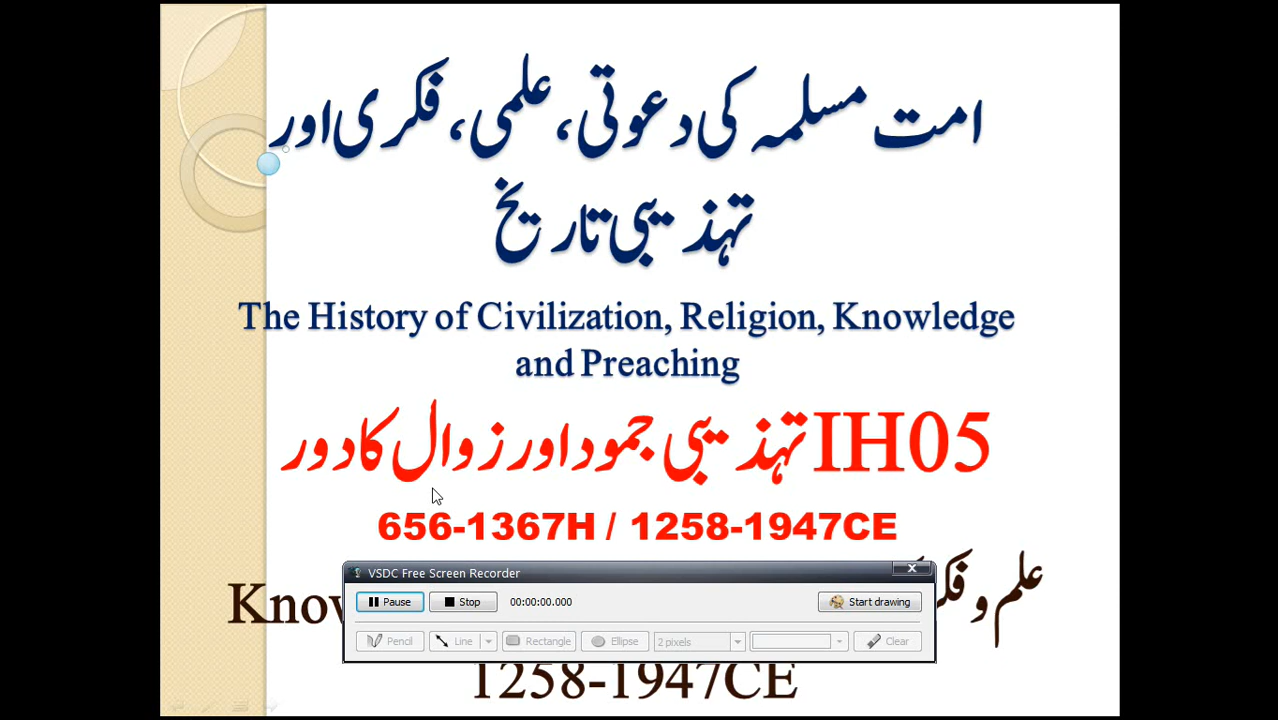 امت مسلمہ کی دعوتی، علمی، فکری اور
تہذیبی تاریخ
The History of Civilization, Religion, Knowledge
and Preaching
IH05 تہذیبی جمود اور زوال کا دور
656-1367H / 1258-1947CE
علم و
VSDC Free Screen Recorder
Pause Stop 00:00:00.000 Start drawing
Pencil Line Rectangle Ellipse 2 pixels Clear
1258-1947CE